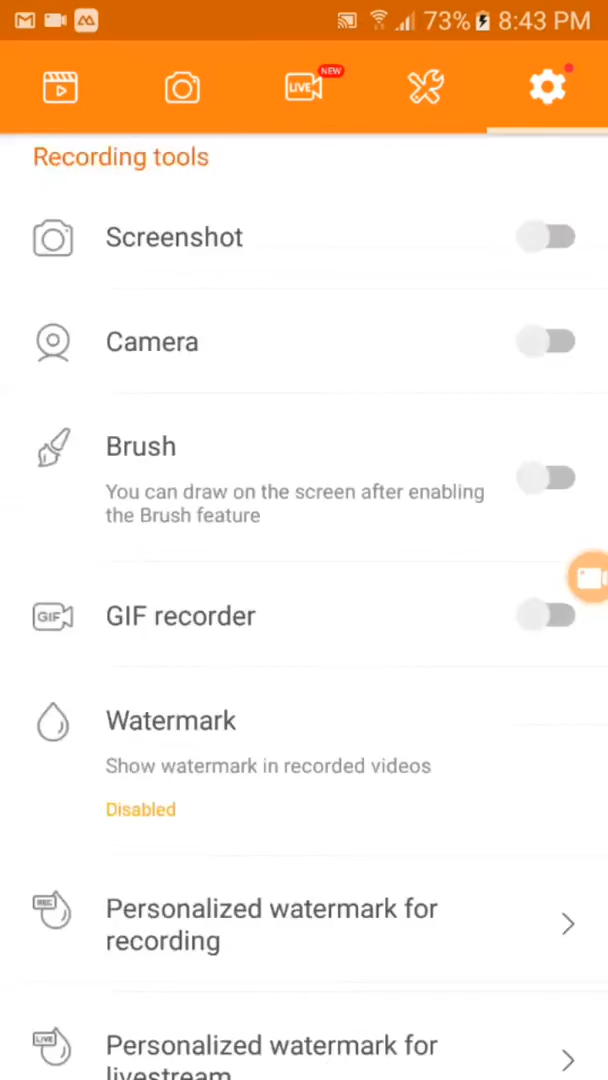 73% 8:43 PM
LIVE NEW
Recording tools
Screenshot
Camera
Brush
You can draw on the screen after enabling
the Brush feature
GIF GIF recorder
Watermark
Show watermark in recorded videos
Disabled
REC
Personalized watermark for
recording
LIVE
Personalized watermark for
livestream